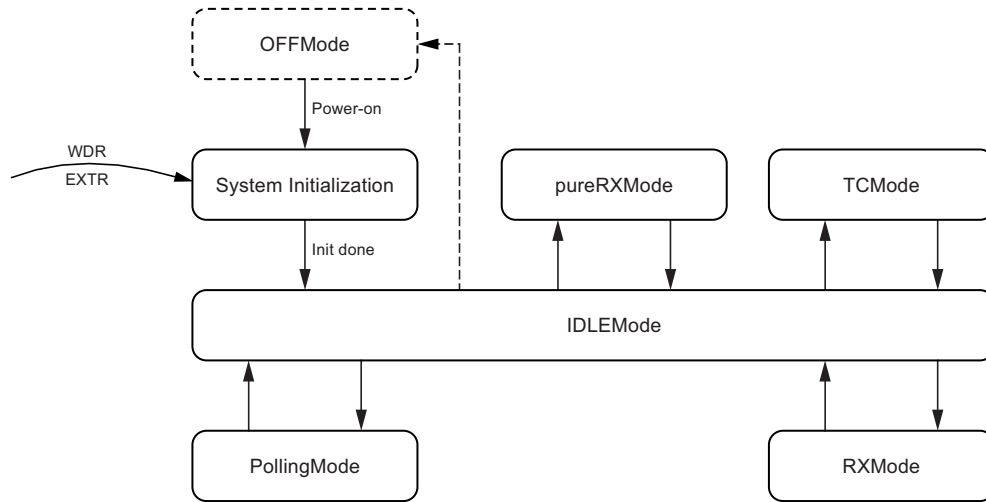 OFFMode
Power-on
WDR
EXTR
System Initialization
pureRXMode
TCMode
Init done
IDLEMode
PollingMode
RXMode